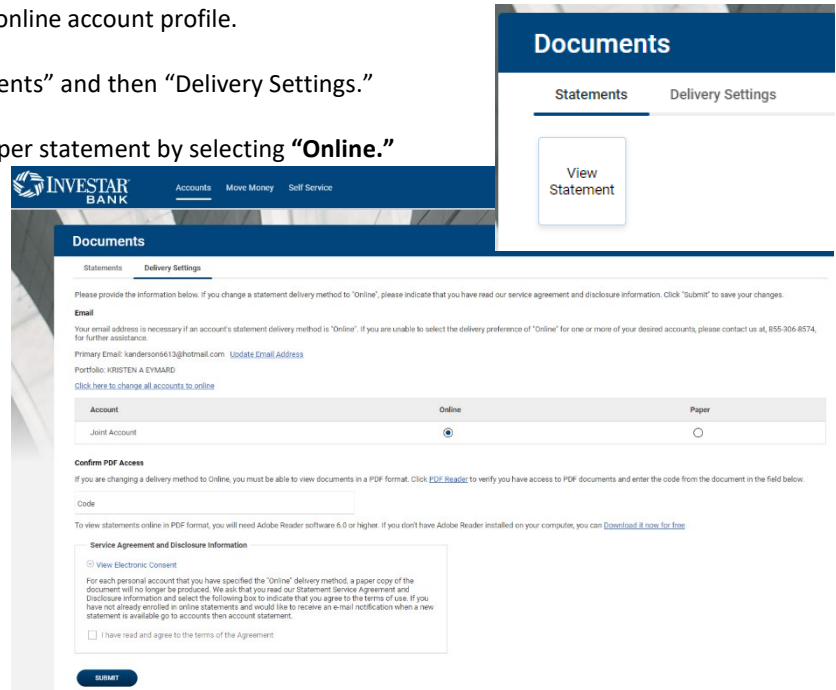 online account profile.
ents” and then “Delivery Settings.”
per statement by selecting “Online.”
Documents
Statements Delivery Settings
View
Statement
INVESTAR
BANK
Accounts Move Money Self Service
Documents
Statements Delivery Settings
Please provide the information below. If you change a statement delivery method to "Online", please indicate that you have read our service agreement and disclosure information. Click "Submit" to save your changes.
Email
Your email address is necessary if an account's statement delivery method is "Online". If you are unable to select the delivery preference of "Online" for one or more of your desired accounts, please contact us at, 855-306-8574,
for further assistance.
Primary Email: kanderson6613@hotmail.com Update Email Address
Portfolio: KRISTEN A EYMARD
Click here to change all accounts to online
Account Online Paper
Joint Account
Confirm PDF Access
If you are changing a delivery method to Online, you must be able to view documents in a PDF format. Click PDF Reader to verify you have access to PDF documents and enter the code from the document in the field below.
Code
To view statements online in PDF format, you will need Adobe Reader software 6.0 or higher. If you don't have Adobe Reader installed on your computer, you can Download it now for free
Service Agreement and Disclosure Information
View Electronic Consent
For each personal account that you have specified the "Online" delivery method, a paper copy of the
document will no longer be produced. We ask that you read our Statement Service Agreement and
Disclosure information and select the following box to indicate that you agree to the terms of use. If you
have not already enrolled in online statements and would like to receive an e-mail notification when a new
statement is available go to accounts then account statement.
I have read and agree to the terms of the Agreement
SUBMIT